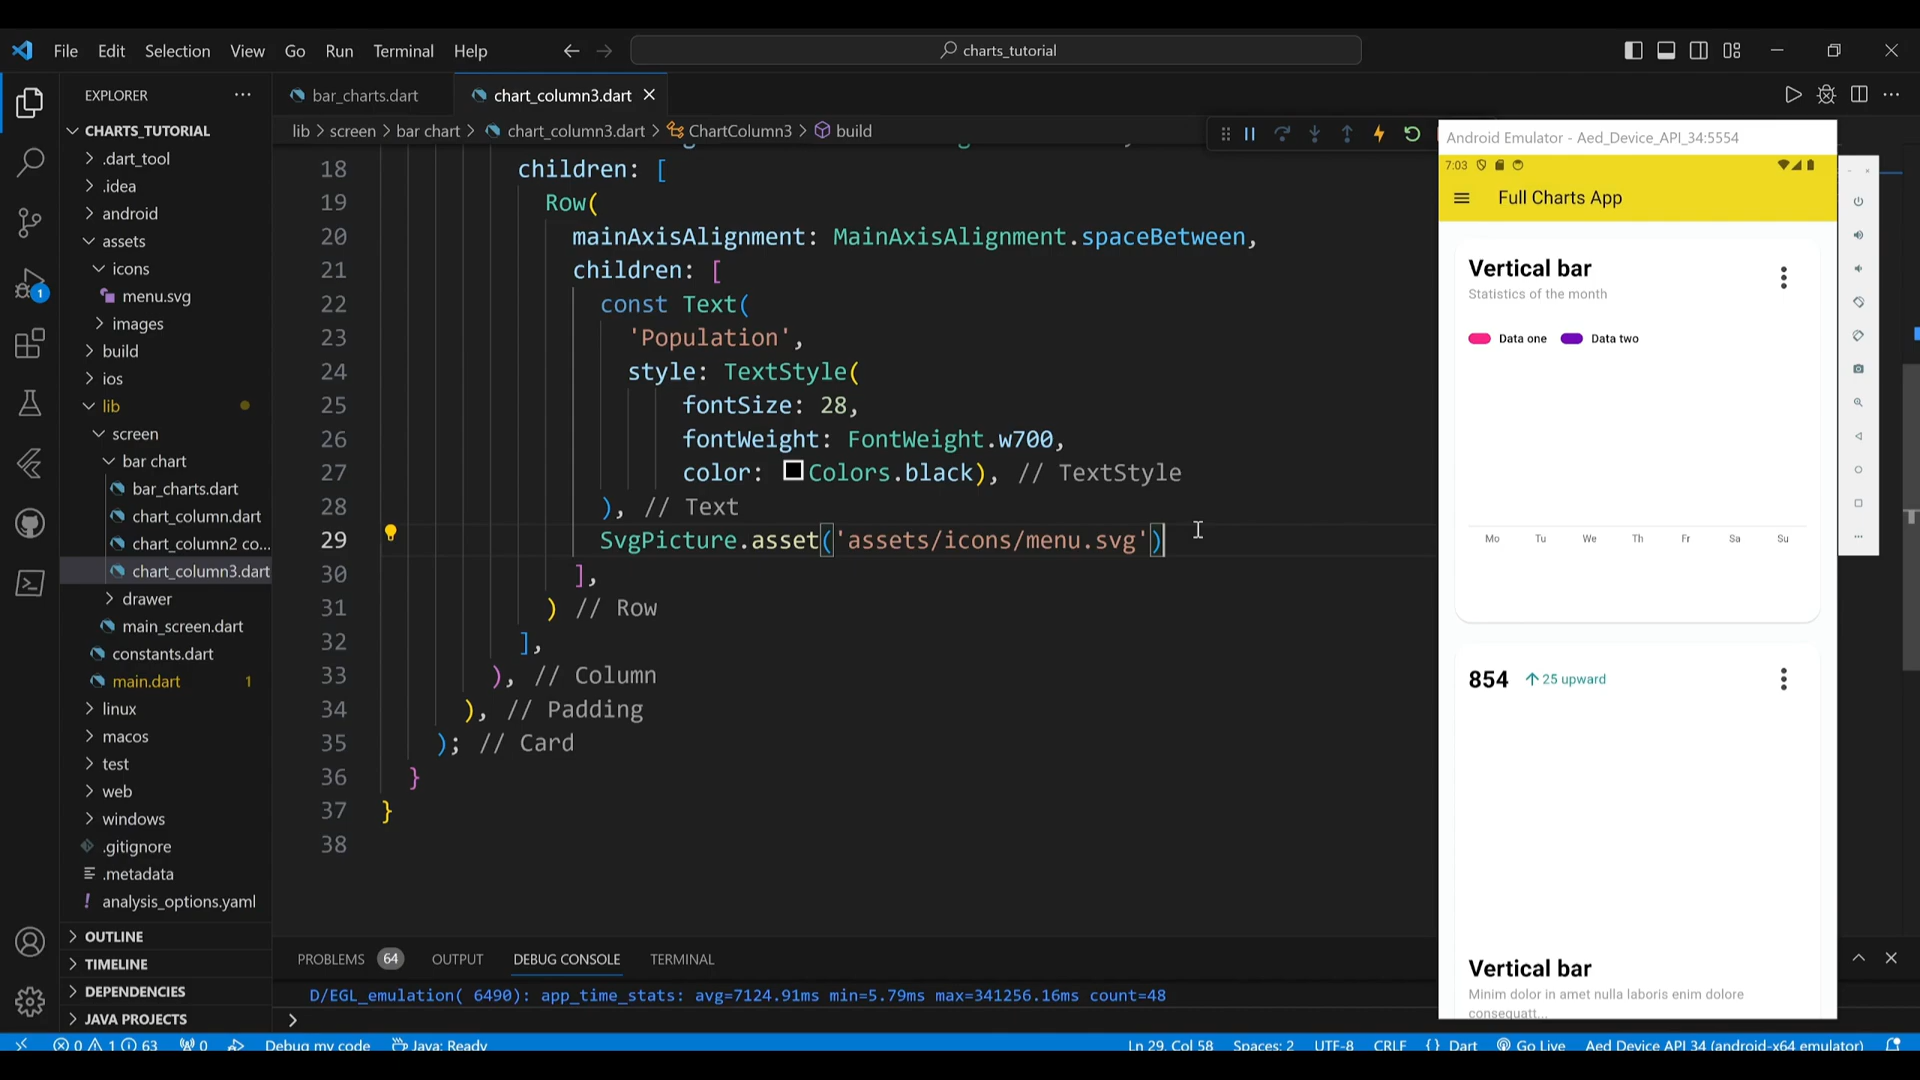 File Edit Selection View Go Run Terminal Help
charts_tutorial
EXPLORER
CHARTS_TUTORIAL
.dart_tool
.idea
android
assets
icons
menu.svg
images
build
ios
lib
screen
bar chart
bar_charts.dart
chart_column.dart
chart_column2 co...
chart_column3.dart
drawer
main_screen.dart
constants.dart
main.dart 1
linux
macos
test
web
windows
.gitignore
.metadata
analysis_options.yaml
OUTLINE
TIMELINE
DEPENDENCIES
JAVA PROJECTS
1
bar_charts.dart chart_column3.dart
lib > screen > bar chart > chart_column3.dart > ChartColumn3 > build
18 children: [
19 Row(
20 mainAxisAlignment: MainAxisAlignment.spaceBetween,
21 children: [
22 const Text(
23 'Population',
24 style: TextStyle(
25 fontSize: 28,
26 fontWeight: FontWeight.w700,
27 color: Colors.black), // TextStyle
28 ), // Text
29 SvgPicture.asset('assets/icons/menu.svg')
30 ],
31 ) // Row
32 ],
33 ), // Column
34 ), // Padding
35 ); // Card
36 }
37 }
38
PROBLEMS 64 OUTPUT DEBUG CONSOLE TERMINAL
D/EGL_emulation( 6490): app_time_stats: avg=7124.91ms min=5.79ms max=341256.16ms count=48
>
Android Emulator - Aed_Device_API_34:5554
7:03
Full Charts App
Vertical bar
Statistics of the month
Data one Data two
Mo Tu We Th Fr Sa Su
854 25 upward
Vertical bar
Minim dolor in amet nulla laboris enim dolore
consequatt...
0 1 63 0 Debug my code Java: Ready Ln 29, Col 58 Spaces: 2 UTF-8 CRLF {} Dart Go Live Aed Device API 34 (android-x64 emulator)